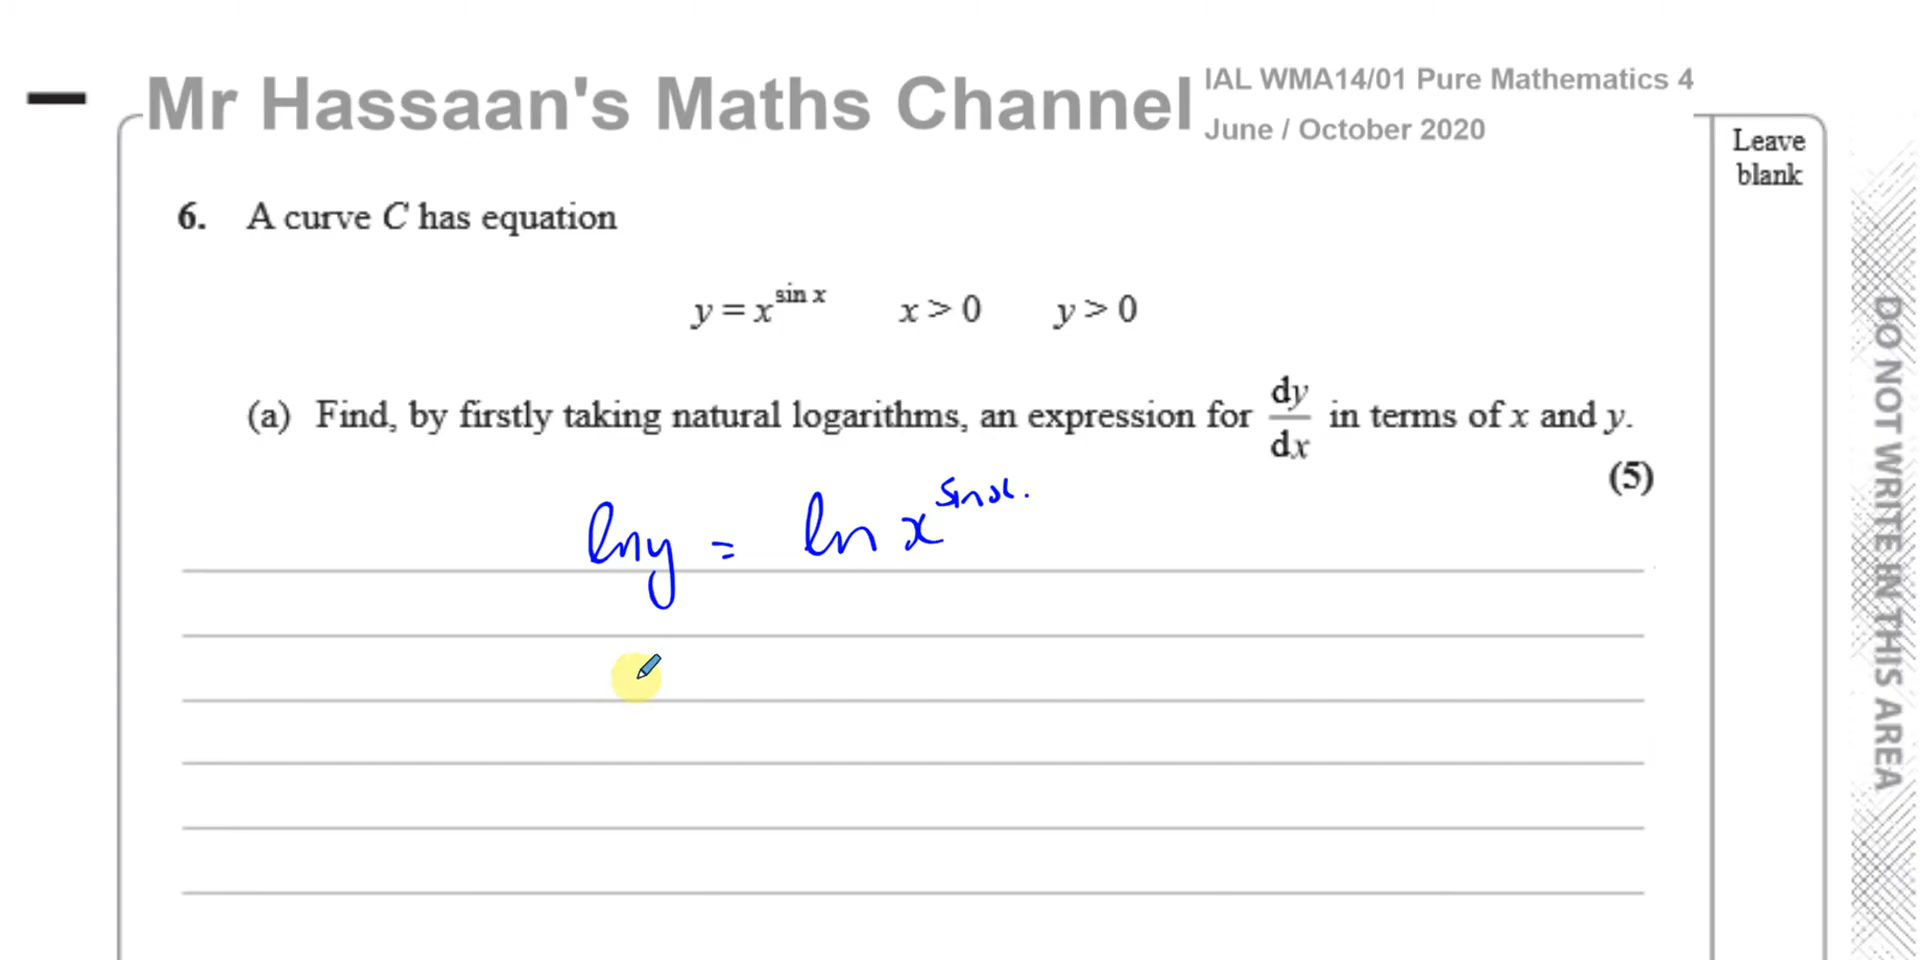 Mr Hassaan's Maths Channel
IAL WMA14/01 Pure Mathematics 4
June / October 2020
Leave
blank
6. A curve C has equation
y = x^{sin x} x > 0 y > 0
(a) Find, by firstly taking natural logarithms, an expression for dy/dx in terms of x and y.
(5)
ln y = ln x^{sin x}.
DO NOT WRITE IN THIS AREA